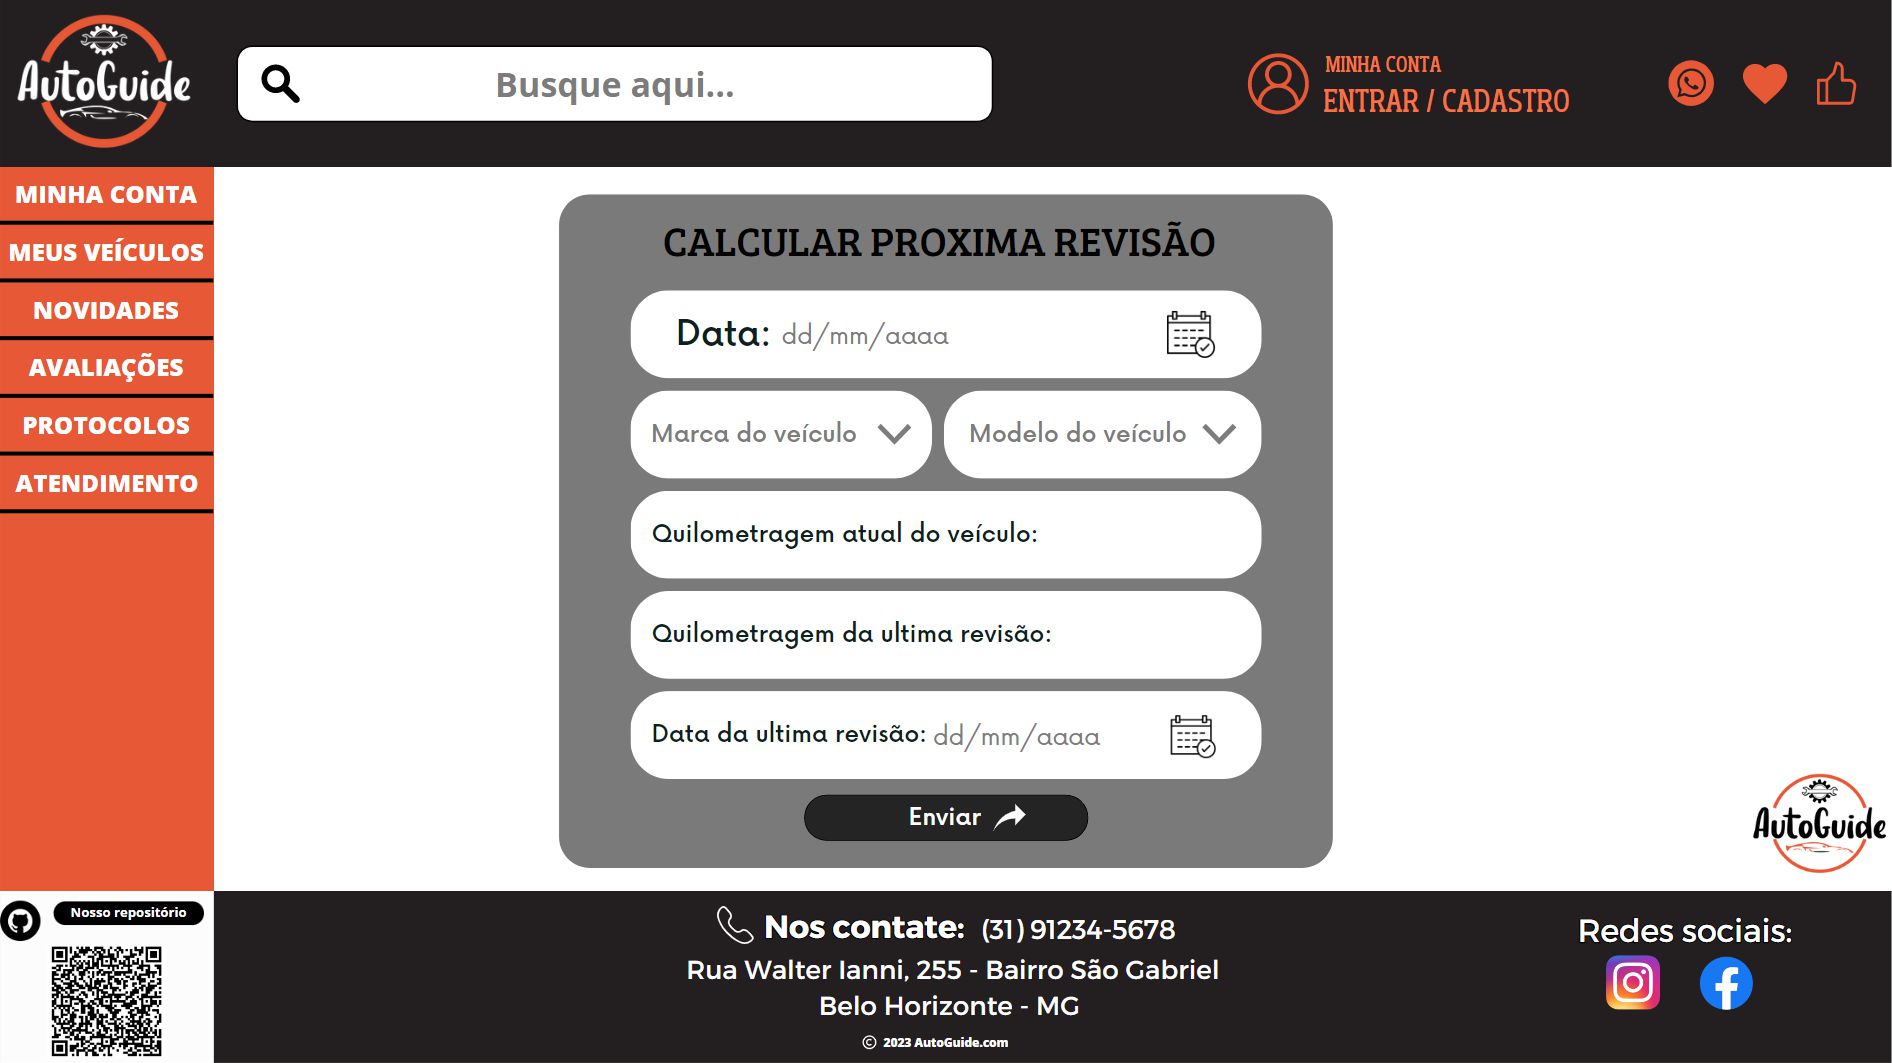 AutoGuide
Busque aqui...
MINHA CONTA
ENTRAR / CADASTRO
MINHA CONTA
MEUS VEÍCULOS
NOVIDADES
AVALIAÇÕES
PROTOCOLOS
ATENDIMENTO
CALCULAR PROXIMA REVISÃO
Data: dd/mm/aaaa
Marca do veículo
Modelo do veículo
Quilometragem atual do veículo:
Quilometragem da ultima revisão:
Data da ultima revisão: dd/mm/aaaa
Enviar
AutoGuide
Nosso repositório
Nos contate: (31) 91234-5678
Rua Walter Ianni, 255 - Bairro São Gabriel
Belo Horizonte - MG
© 2023 AutoGuide.com
Redes sociais: